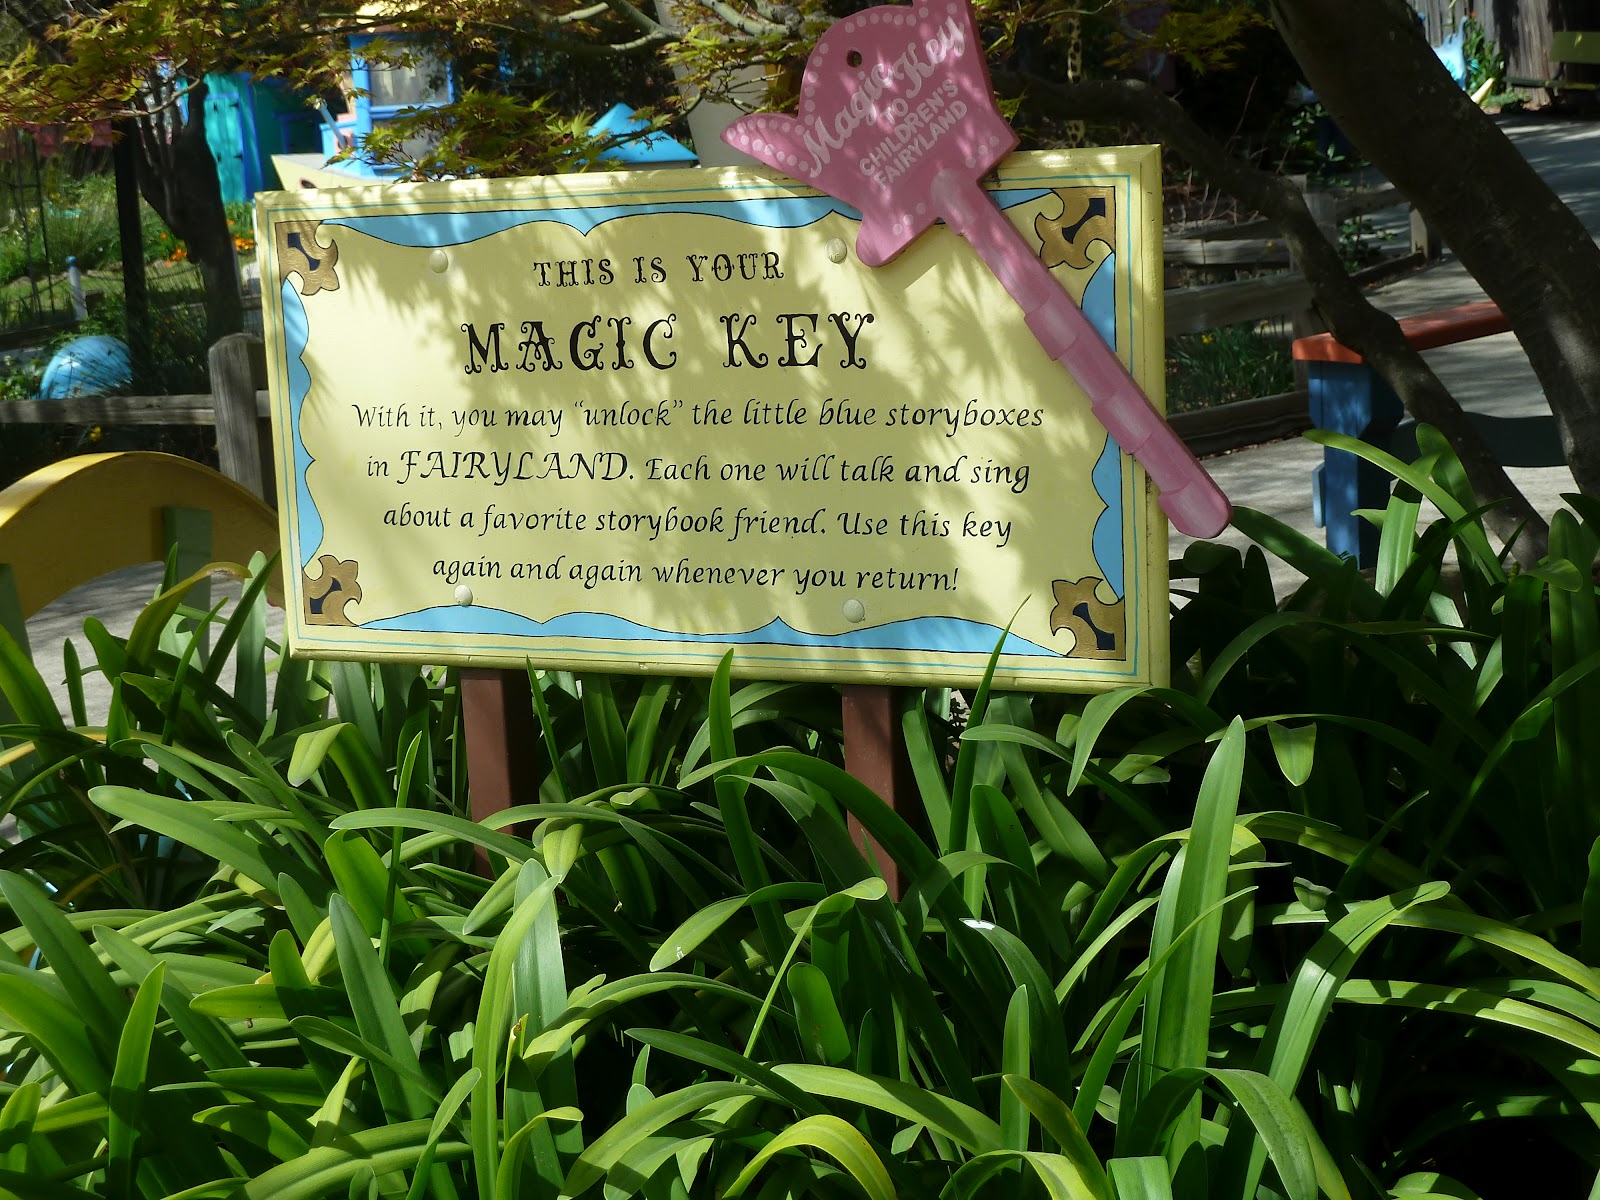 Magic Key
TO
CHILDREN'S
FAIRYLAND
THIS IS YOUR
MAGIC KEY
With it, you may “unlock” the little blue storyboxes
in FAIRYLAND. Each one will talk and sing
about a favorite storybook friend. Use this key
again and again whenever you return!